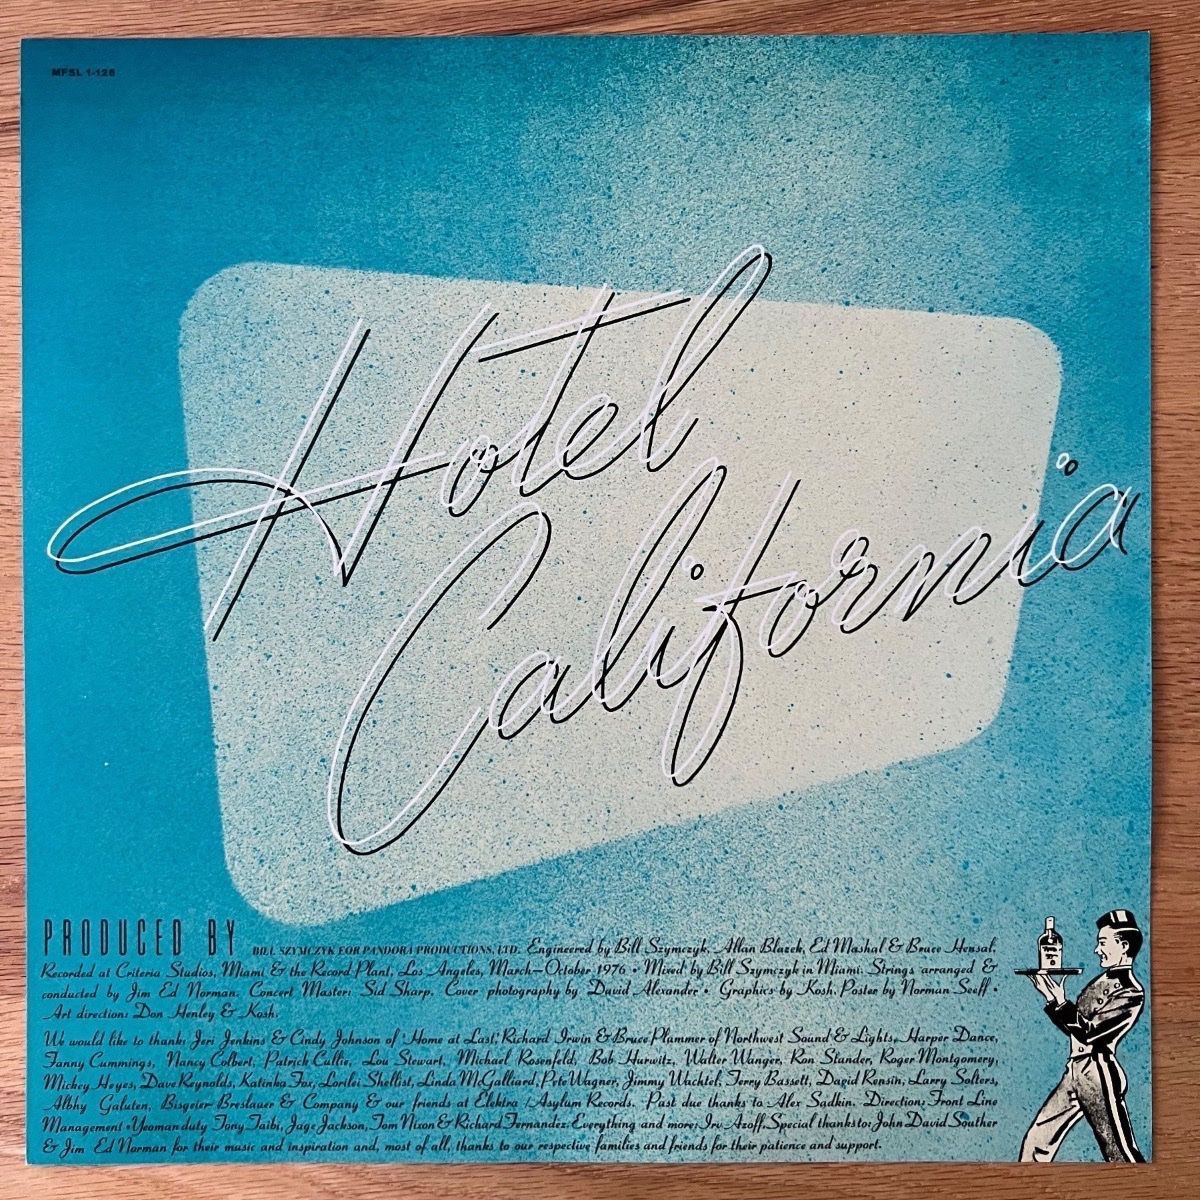 MFSL 1-126
Hotel
California
PRODUCED BY BILL SZYMCZYK FOR PANDORA PRODUCTIONS, LTD. Engineered by Bill Szymczyk, Allan Blazek, Ed Mashal & Bruce Hensal.
Recorded at Criteria Studios, Miami & the Record Plant, Los Angeles, March–October 1976 • Mixed by Bill Szymczyk in Miami. Strings arranged &
conducted by Jim Ed Norman. Concert Master: Sid Sharp. Cover photography by David Alexander • Graphics by Kosh. Poster by Norman Seeff •
Art direction: Don Henley & Kosh.
We would like to thank: Jeri Jenkins & Cindy Johnson of 'Home at Last,' Richard Irwin & Bruce Plummer of Northwest Sound & Lights, Harper Dance,
Fanny Cummings, Nancy Colbert, Patrick Cullie, Lou Stewart, Michael Rosenfeld, Bob Hurwitz, Walter Wanger, Ron Stander, Roger Montgomery,
Mickey Heyes, Dave Reynolds, Katinka Fox, Lorilei Shellist, Linda McGalliard, Pete Wagner, Jimmy Wachtel, Terry Bassett, David Rensin, Larry Solters,
Albhy Galuten, Bisgeier Breslauer & Company & our friends at Elektra/Asylum Records. Past due thanks to Alex Sadkin. Direction: Front Line
Management • Yeoman duty Tony Taibi, Jage Jackson, Tom Nixon & Richard Fernandez. Everything and more: Irv Azoff. Special thanks to: John David Souther
& Jim Ed Norman for their music and inspiration and, most of all, thanks to our respective families and friends for their patience and support.